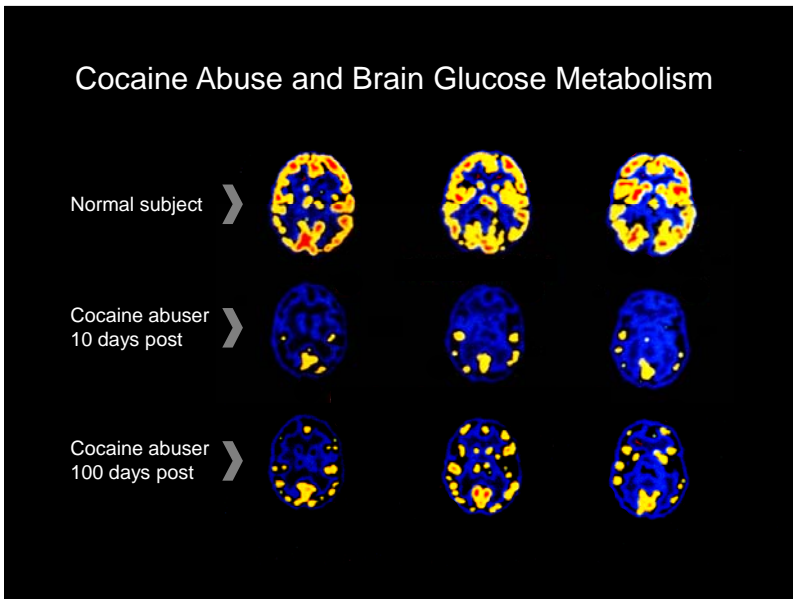 Cocaine Abuse and Brain Glucose Metabolism
Normal subject
Cocaine abuser
10 days post
Cocaine abuser
100 days post